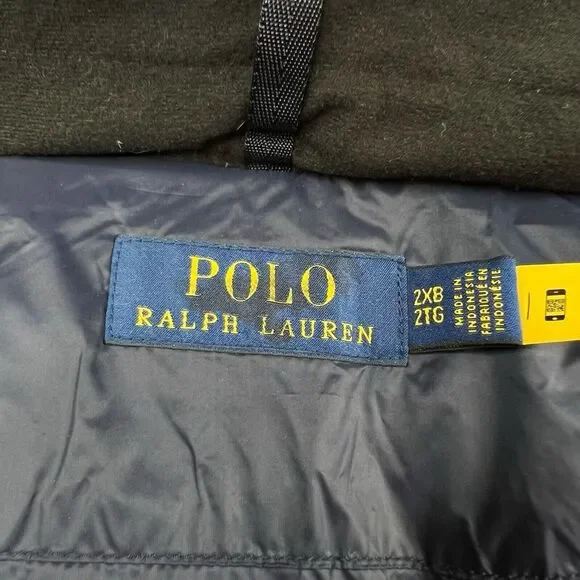 POLO
RALPH LAUREN
2XB
2TG
MADE IN
INDONESIA
FABRIQUÉ EN
INDONÉSIE